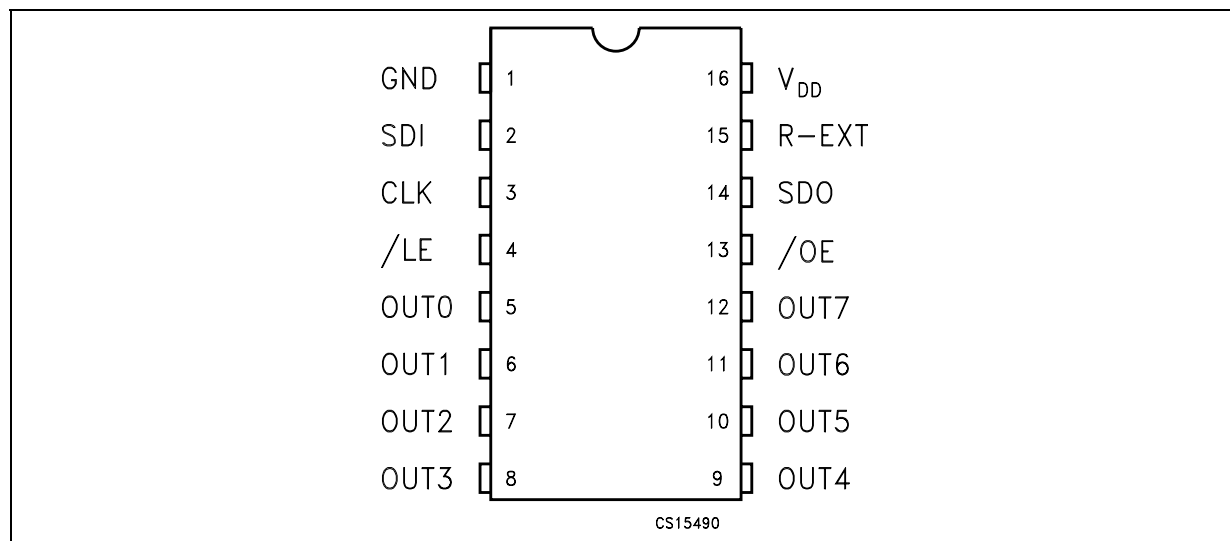 GND 1 16 VDD
SDI 2 15 R-EXT
CLK 3 14 SDO
/LE 4 13 /OE
OUT0 5 12 OUT7
OUT1 6 11 OUT6
OUT2 7 10 OUT5
OUT3 8 9 OUT4
CS15490